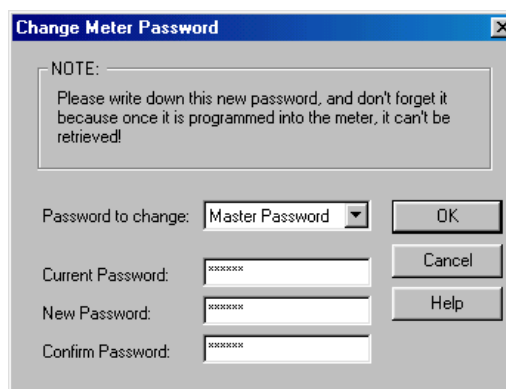 Change Meter Password
NOTE:
Please write down this new password, and don't forget it
because once it is programmed into the meter, it can't be
retrieved!
Password to change: Master Password OK
Current Password: ****** Cancel
New Password: ****** Help
Confirm Password: ******